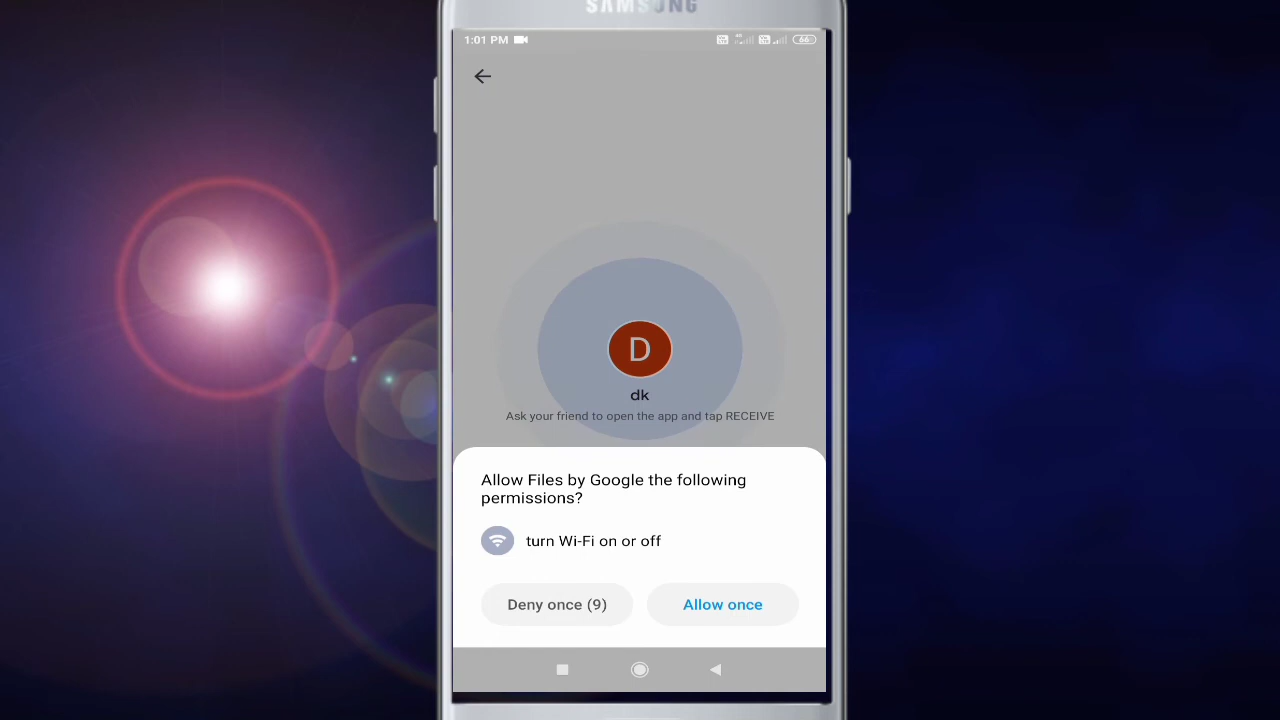 SAMSUNG
1:01 PM
66
D
dk
Ask your friend to open the app and tap RECEIVE
Allow Files by Google the following
permissions?
turn Wi-Fi on or off
Deny once (9)
Allow once